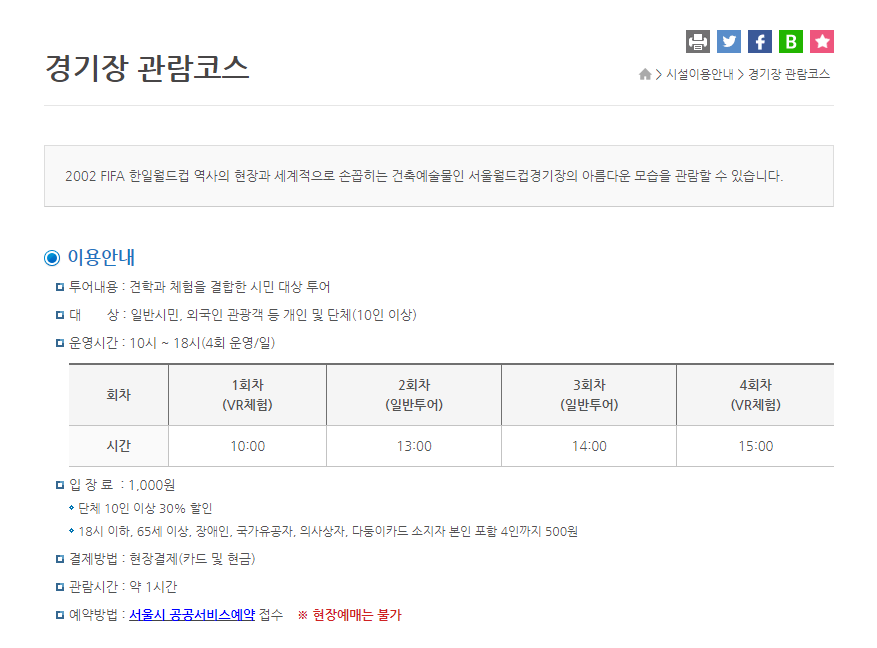 경기장 관람코스
B
> 시설이용안내 > 경기장 관람코스
2002 FIFA 한일월드컵 역사의 현장과 세계적으로 손꼽히는 건축예술물인 서울월드컵경기장의 아름다운 모습을 관람할 수 있습니다.
이용안내
투어내용 : 견학과 체험을 결합한 시민 대상 투어
대 상 : 일반시민, 외국인 관광객 등 개인 및 단체(10인 이상)
운영시간 : 10시 ~ 18시(4회 운영/일)
회차 1회차 (VR체험) 2회차 (일반투어) 3회차 (일반투어) 4회차 (VR체험)
시간 10:00 13:00 14:00 15:00
입 장 료 : 1,000원
단체 10인 이상 30% 할인
18시 이하, 65세 이상, 장애인, 국가유공자, 의사상자, 다둥이카드 소지자 본인 포함 4인까지 500원
결제방법 : 현장결제(카드 및 현금)
관람시간 : 약 1시간
예약방법 : 서울시 공공서비스예약 접수 ※ 현장예매는 불가